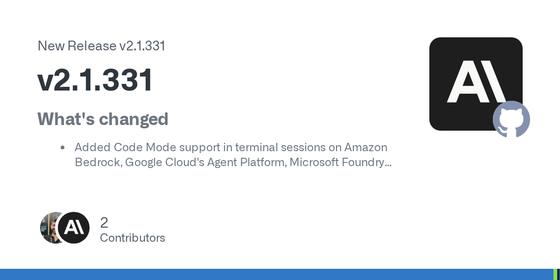 New Release v2.1.331
v2.1.331
What's changed
• Added Code Mode support in terminal sessions on Amazon
Bedrock, Google Cloud's Agent Platform, Microsoft Foundry...
2
Contributors